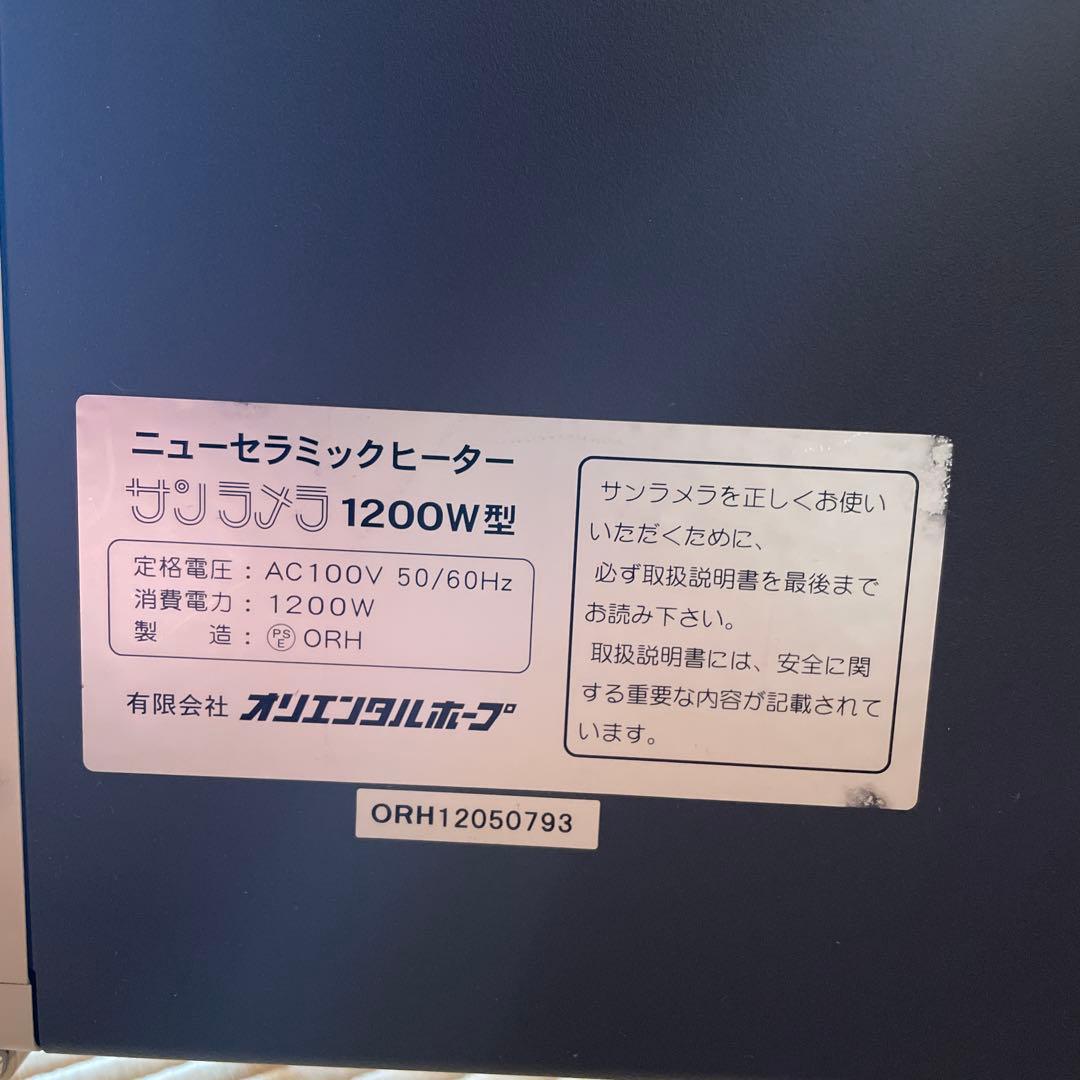 ニューセラミックヒーター
サンラメラ 1200W型
定格電圧： AC100V 50/60Hz
消費電力： 1200W
製　　造： PSE ORH
有限会社 オリエンタルホープ
サンラメラを正しくお使い
いただくために、
必ず取扱説明書を最後まで
お読み下さい。
取扱説明書には、安全に関
する重要な内容が記載されて
います。
ORH12050793